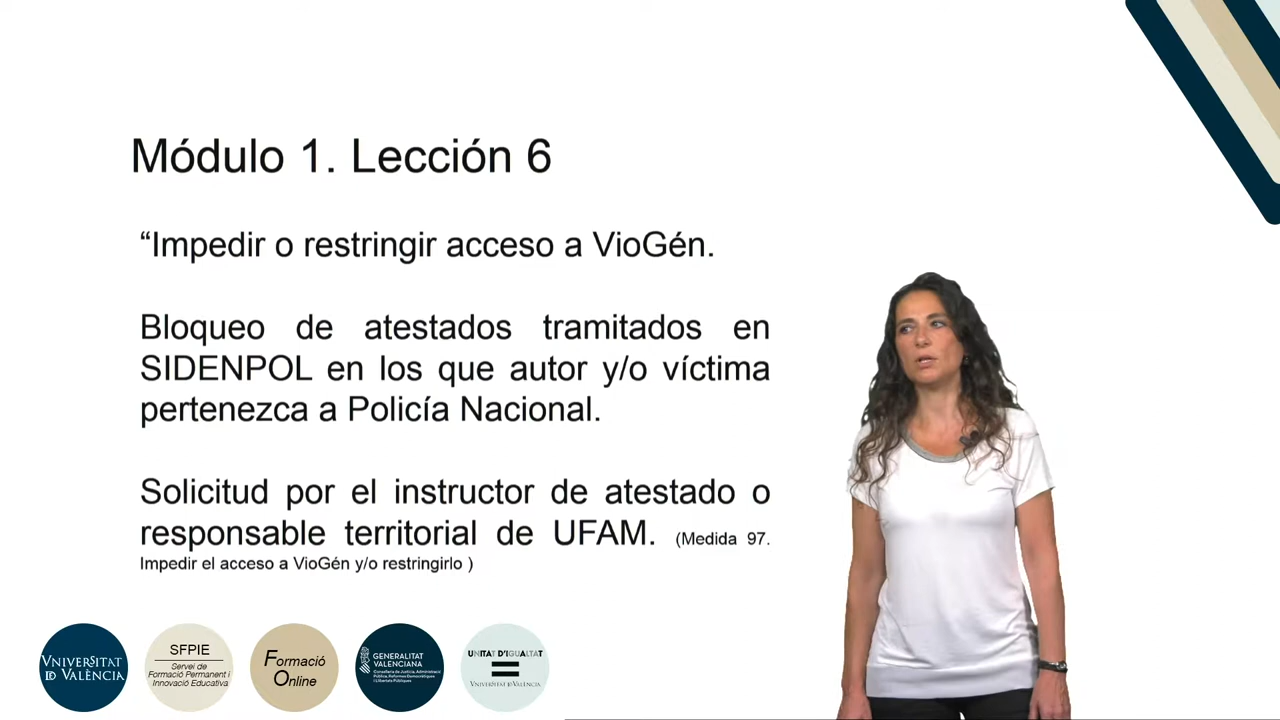 Módulo 1. Lección 6
“Impedir o restringir acceso a VioGén.
Bloqueo de atestados tramitados en
SIDENPOL en los que autor y/o víctima
pertenezca a Policía Nacional.
Solicitud por el instructor de atestado o
responsable territorial de UFAM. (Medida 97.
Impedir el acceso a VioGén y/o restringirlo )
VNIVERSITAT
ID VALÈNCIA
SFPIE
Servei de
Formació Permanent i
Innovació Educativa
Formació
Online
GENERALITAT
VALENCIANA
Conselleria de Justícia, Administració
Pública, Reformes Democràtiques
i Llibertats Públiques
UNITAT D'IGUALTAT
VNIVERSITAT ID VALÈNCIA